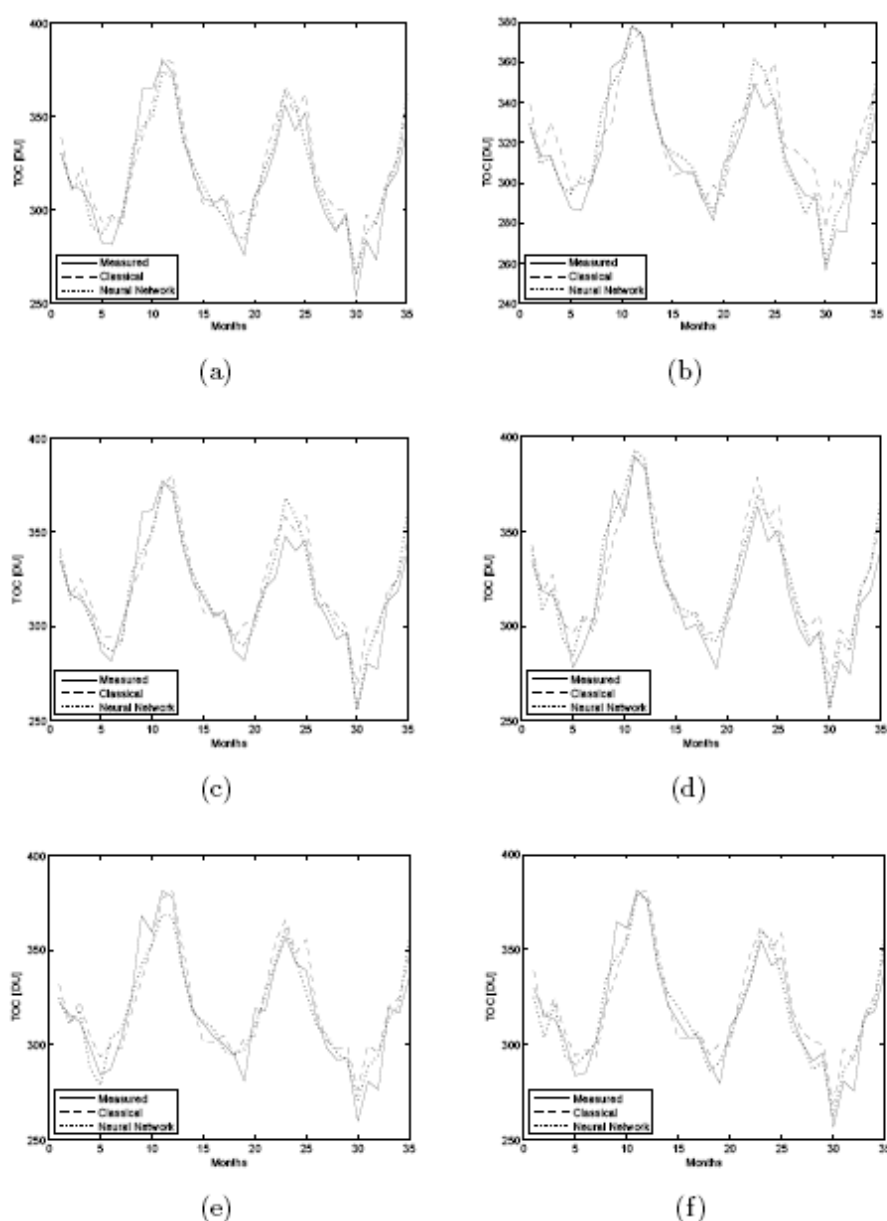 400
350
300
250
TOC [DU]
Measured
Classical
Neural Network
0 5 10 15 20 25 30 35
Months
(a)
380
360
340
320
300
280
260
240
TOC [DU]
Measured
Classical
Neural Network
0 5 10 15 20 25 30 35
Months
(b)
400
350
300
250
TOC [DU]
Measured
Classical
Neural Network
0 5 10 15 20 25 30 35
Months
(c)
400
350
300
250
TOC [DU]
Measured
Classical
Neural Network
0 5 10 15 20 25 30 35
Months
(d)
400
350
300
250
TOC [DU]
Measured
Classical
Neural Network
0 5 10 15 20 25 30 35
Months
(e)
400
350
300
250
TOC [DU]
Measured
Classical
Neural Network
0 5 10 15 20 25 30 35
Months
(f)